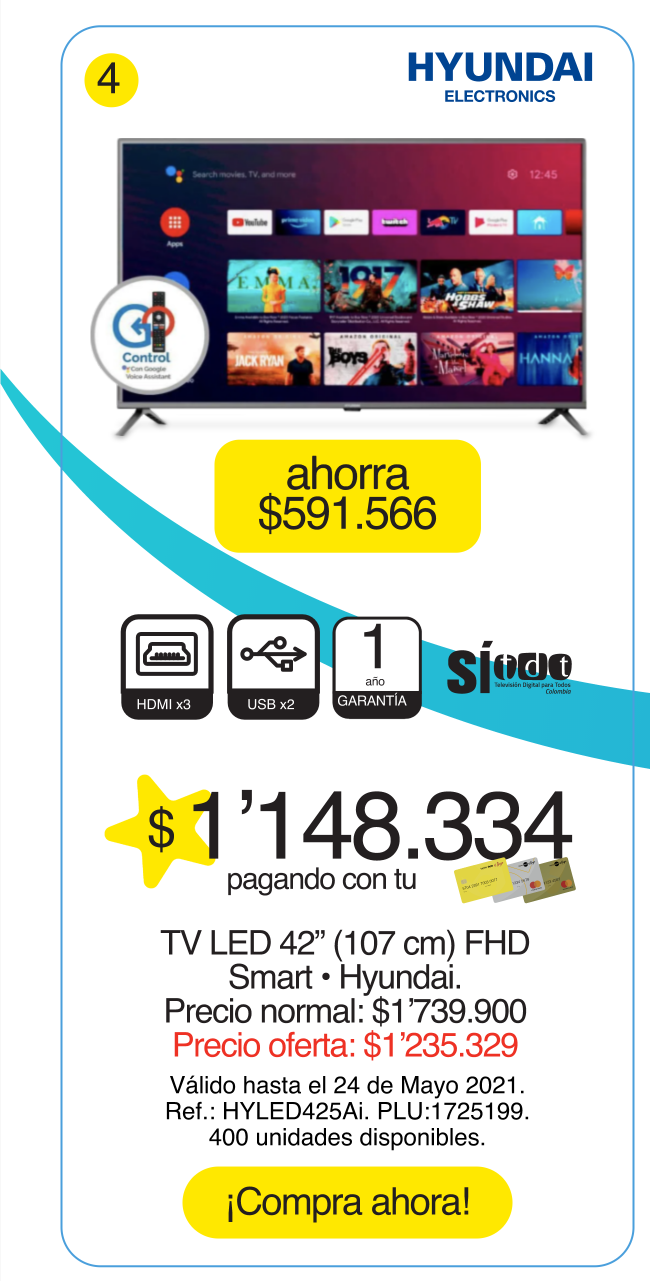 4
HYUNDAI
ELECTRONICS
Search movies, TV, and more
12:45
YouTube
prime video
Google Play
twitch
Apps
EMMA.
1917
HOBBS
& SHAW
Control
Con Google
Voice Assistant
JACK RYAN
THE BOYS
HANNA
ahorra
$591.566
HDMI x3
USB x2
1
año
GARANTÍA
SÍ tdt
Televisión Digital para Todos
Colombia
$ 1’148.334
pagando con tu
TV LED 42” (107 cm) FHD
Smart • Hyundai.
Precio normal: $1’739.900
Precio oferta: $1’235.329
Válido hasta el 24 de Mayo 2021.
Ref.: HYLED425Ai. PLU:1725199.
400 unidades disponibles.
¡Compra ahora!